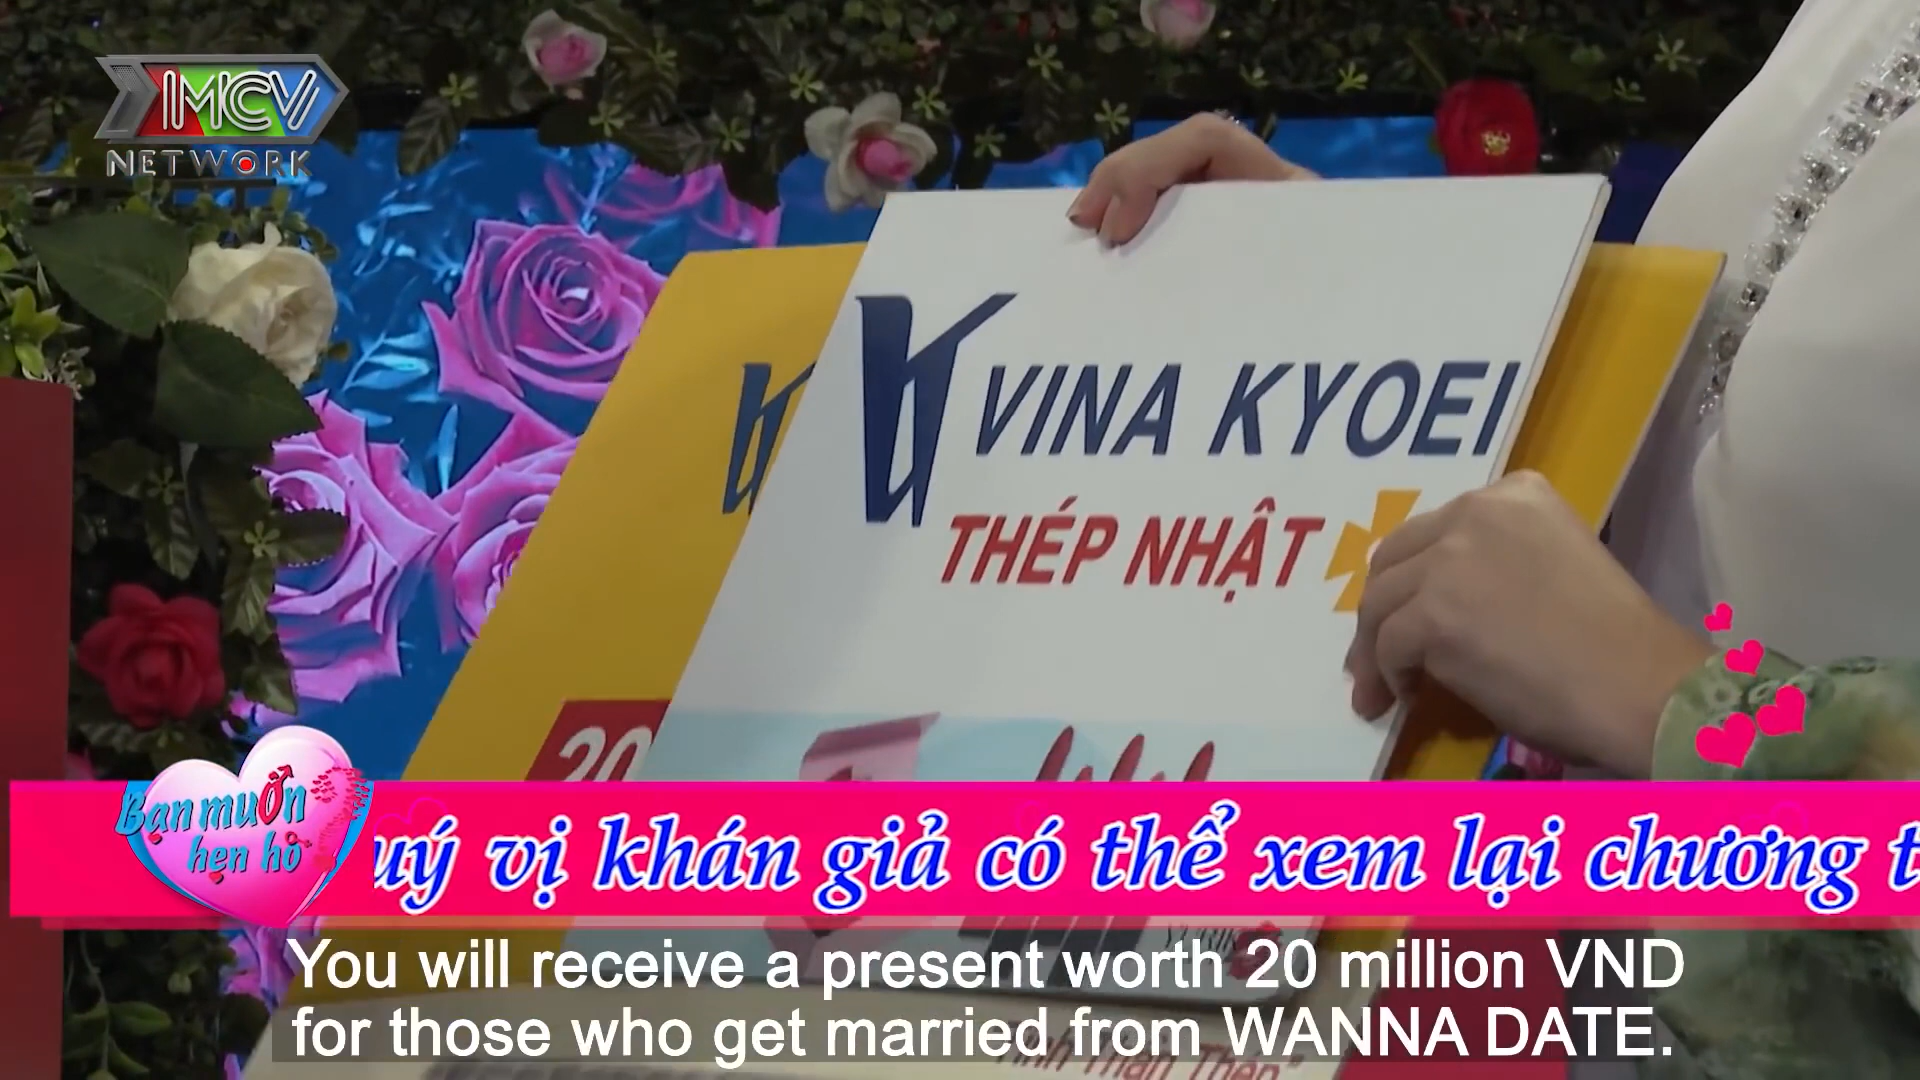 MCV
NETWORK
VINA KYOEI
THÉP NHẬT
20
Bạn muốn
hẹn hò
uý vị khán giả có thể xem lại chương t
You will receive a present worth 20 million VND
for those who get married from WANNA DATE.